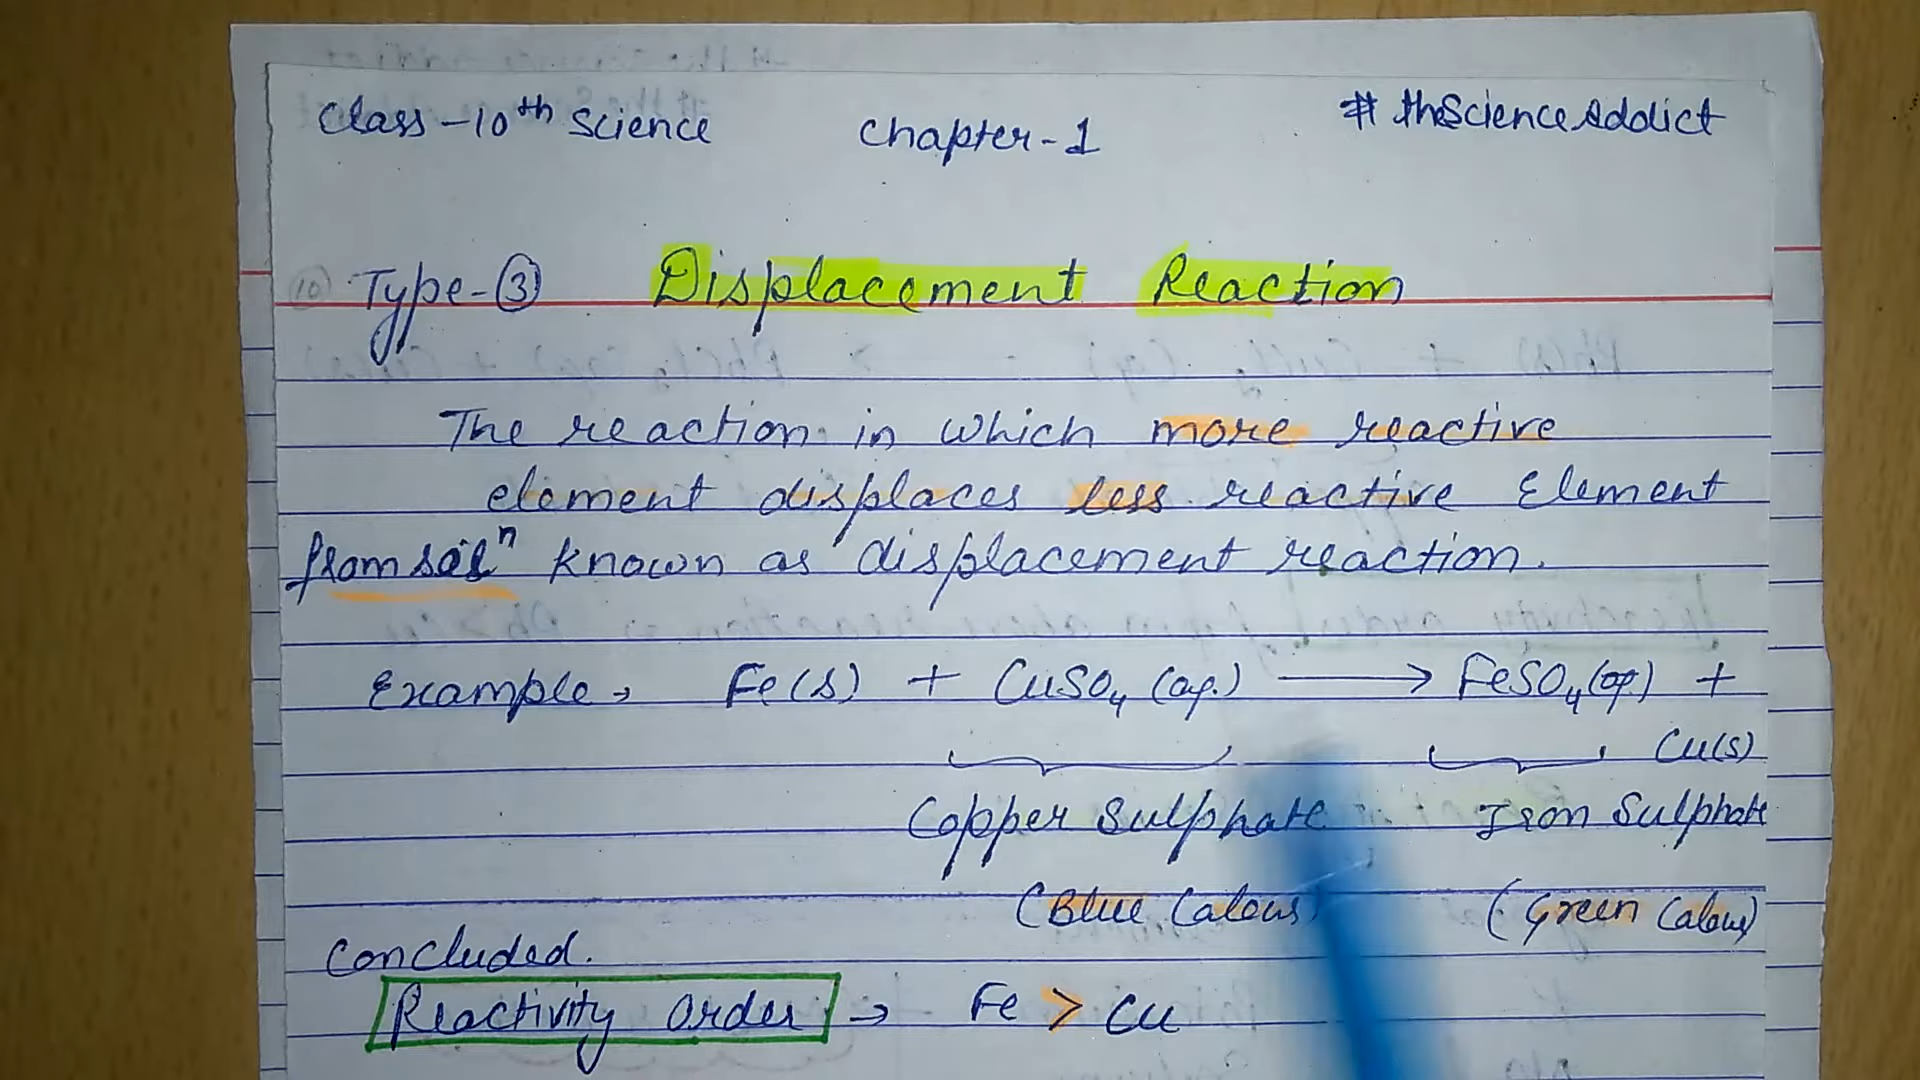 Class-10th Science Chapter-1 # theScienceAddict
Type-③ Displacement Reaction
The reaction in which more reactive
element displaces less reactive Element
from solⁿ known as displacement reaction.
Example → Fe(s) + CuSO₄ (aq.) ⟶ FeSO₄(aq) +
Cu(s)
Copper Sulphate Iron Sulphate
(Blue Colour) (Green Colour)
Concluded.
Reactivity Order → Fe > Cu